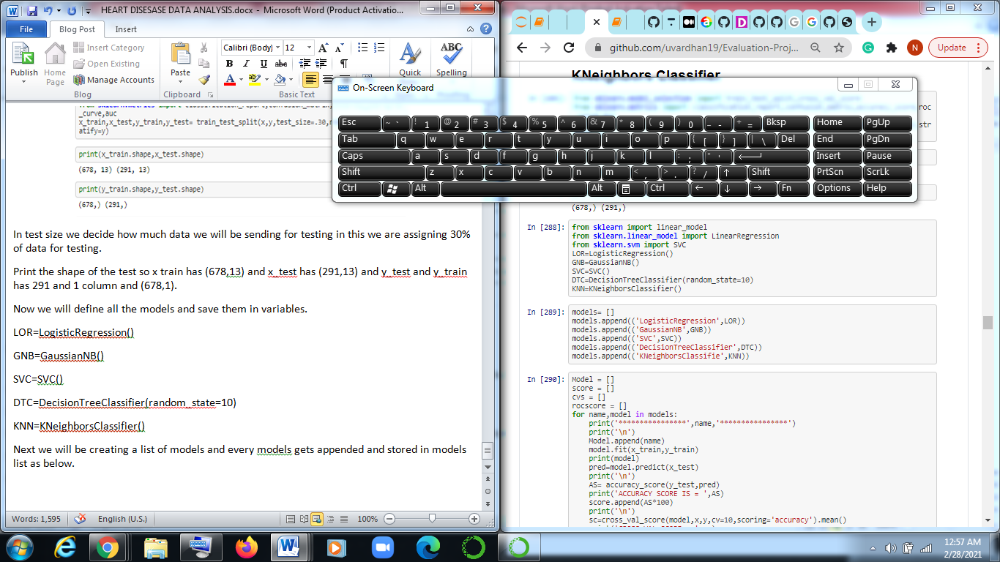 HEART DISESASE DATA ANALYSIS.docx - Microsoft Word (Product Activatio...
File
Blog Post
Insert
Publish
Home Page
Insert Category
Open Existing
Manage Accounts
Blog
Paste
Clipboard
Calibri (Body)
12
B I U abc
Basic Text
Quick
ABC
Spelling
_curve,auc
x_train,x_test,y_train,y_test= train_test_split(x,y,test_size=.30,
atify=y)
print(x_train.shape,x_test.shape)
(678, 13) (291, 13)
print(y_train.shape,y_test.shape)
(678,) (291,)
In test size we decide how much data we will be sending for testing in this we are assigning 30%
of data for testing.
Print the shape of the test so x train has (678,13) and x_test has (291,13) and y_test and y_train
has 291 and 1 column and (678,1).
Now we will define all the models and save them in variables.
LOR=LogisticRegression()
GNB=GaussianNB()
SVC=SVC()
DTC=DecisionTreeClassifier(random_state=10)
KNN=KNeighborsClassifier()
Next we will be creating a list of models and every models gets appended and stored in models
list as below.
Words: 1,595
English (U.S.)
100%
github.com/uvardhan19/Evaluation-Proj...
N
Update
KNeighbors Classifier
roc
str
On-Screen Keyboard
Esc ~ ` ! 1 @ 2 # 3 $ 4 % 5 ^ 6 & 7 * 8 ( 9 ) 0 _ - + = Bksp Home PgUp
Tab q w e r t y u i o p { [ } ] | \ Del End PgDn
Caps a s d f g h j k l : ; " ' Insert Pause
Shift z x c v b n m < , > . ? / ↑ Shift PrtScn ScrLk
Ctrl Alt Alt Ctrl ← ↓ → Fn Options Help
(678,) (291,)
In [288]: from sklearn import linear_model
from sklearn.linear_model import LinearRegression
from sklearn.svm import SVC
LOR=LogisticRegression()
GNB=GaussianNB()
SVC=SVC()
DTC=DecisionTreeClassifier(random_state=10)
KNN=KNeighborsClassifier()
In [289]: models= []
models.append(('LogisticRegression',LOR))
models.append(('GaussianNB',GNB))
models.append(('SVC',SVC))
models.append(('DecisionTreeClassifier',DTC))
models.append(('KNeighborsClassifie',KNN))
In [290]: Model = []
score = []
cvs = []
rocscore = []
for name,model in models:
print('****************',name,'****************')
print('\n')
Model.append(name)
model.fit(x_train,y_train)
print(model)
pred=model.predict(x_test)
print('\n')
AS= accuracy_score(y_test,pred)
print('ACCURACY SCORE IS = ',AS)
score.append(AS*100)
print('\n')
sc=cross_val_score(model,x,y,cv=10,scoring='accuracy').mean()
12:57 AM
2/28/2021